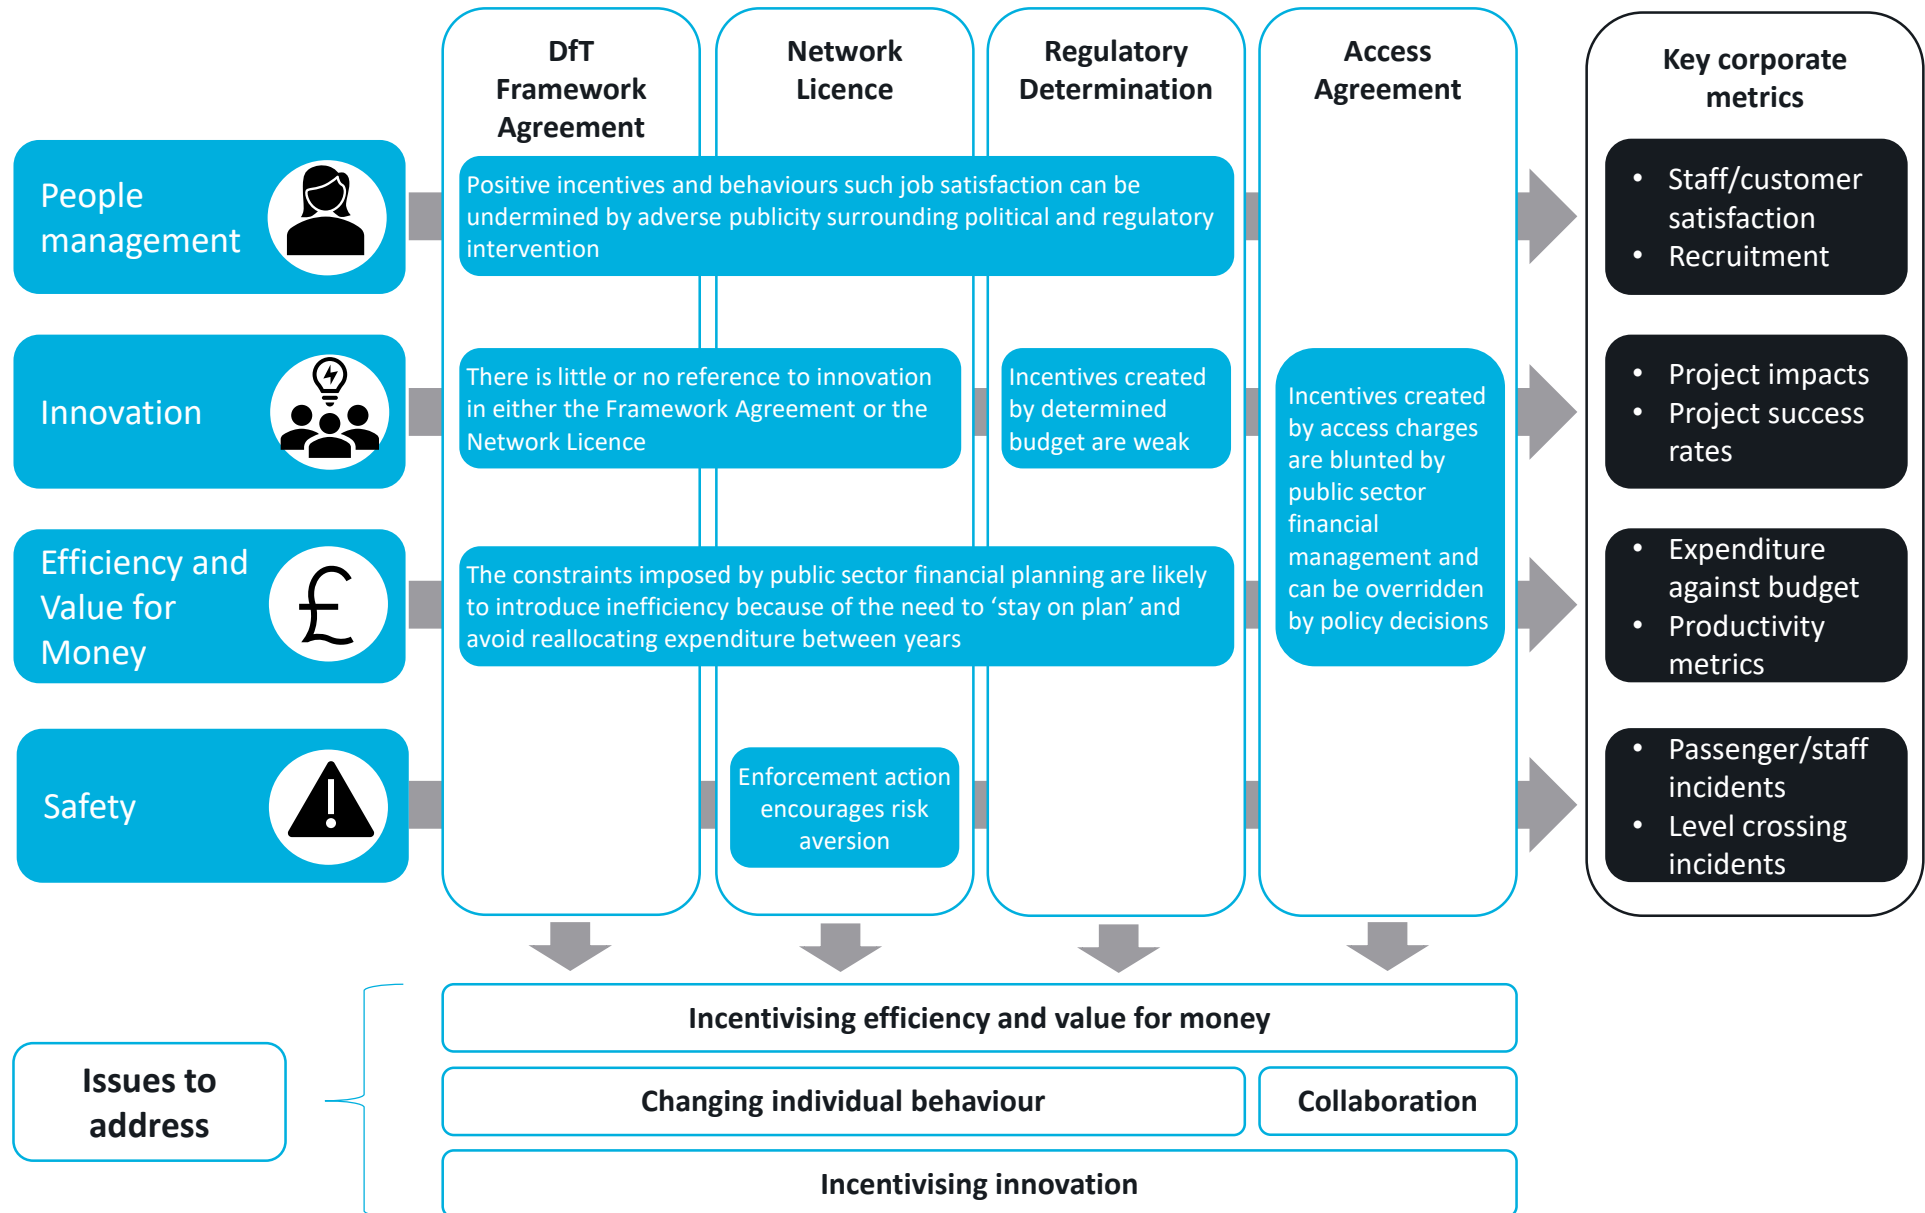 DfT
Framework
Agreement
Network
Licence
Regulatory
Determination
Access
Agreement
Key corporate
metrics
People
management
Positive incentives and behaviours such job satisfaction can be
undermined by adverse publicity surrounding political and regulatory
intervention
• Staff/customer
satisfaction
• Recruitment
Innovation
There is little or no reference to innovation
in either the Framework Agreement or the
Network Licence
Incentives created
by determined
budget are weak
Incentives created
by access charges
are blunted by
public sector
financial
management and
can be overridden
by policy decisions
• Project impacts
• Project success
rates
Efficiency and
Value for
Money
£
The constraints imposed by public sector financial planning are likely
to introduce inefficiency because of the need to ‘stay on plan’ and
avoid reallocating expenditure between years
• Expenditure
against budget
• Productivity
metrics
Safety
Enforcement action
encourages risk
aversion
• Passenger/staff
incidents
• Level crossing
incidents
Issues to
address
Incentivising efficiency and value for money
Changing individual behaviour
Collaboration
Incentivising innovation